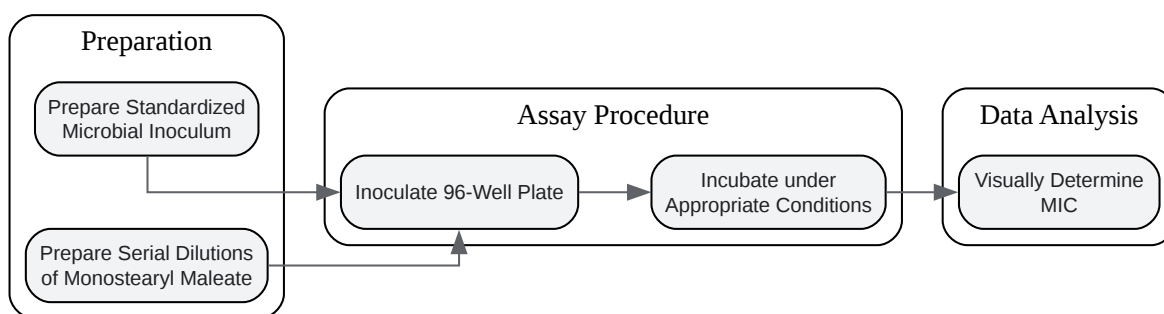 Preparation
Prepare Standardized
Microbial Inoculum
Prepare Serial Dilutions
of Monostearyl Maleate
Assay Procedure
Inoculate 96-Well Plate
Incubate under
Appropriate Conditions
Data Analysis
Visually Determine
MIC